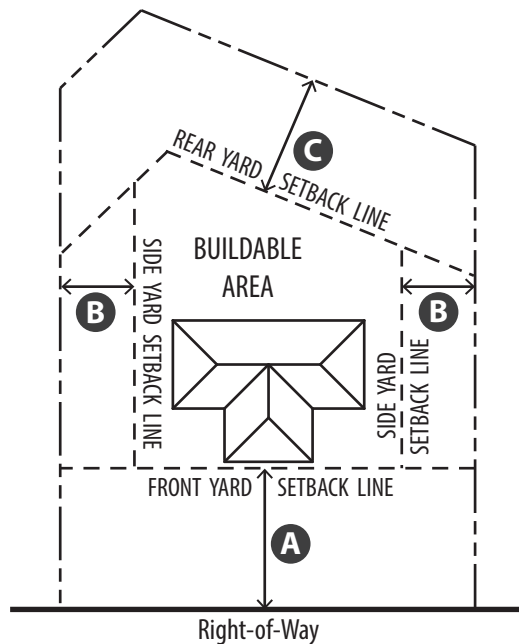 C
REAR YARD SETBACK LINE
BUILDABLE
AREA
SIDE YARD SETBACK LINE
B
B
SIDE YARD
SETBACK LINE
FRONT YARD SETBACK LINE
A
Right-of-Way